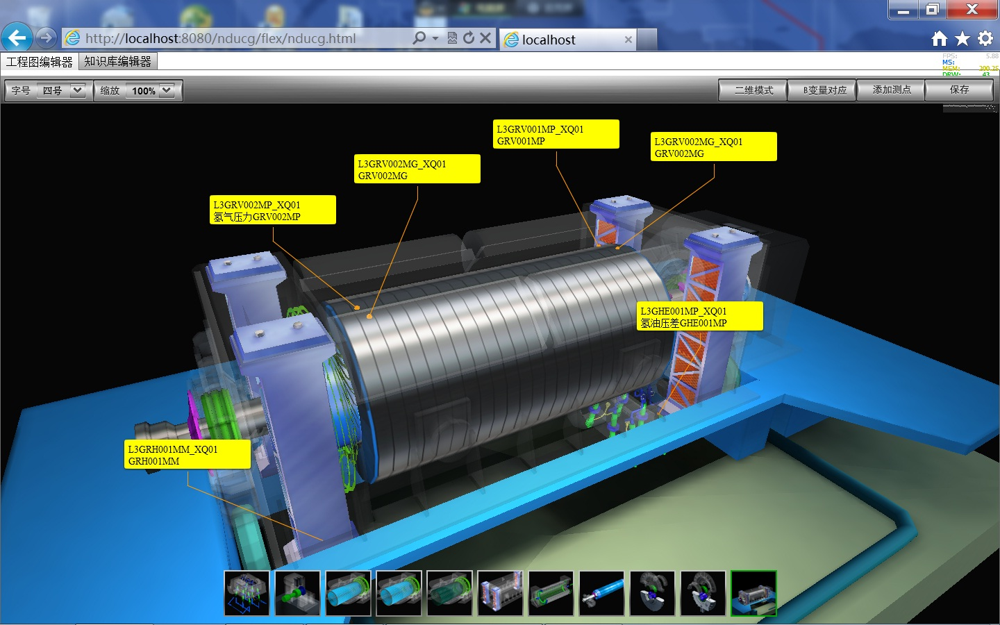 http://localhost:8080/nducg/flex/nducg.html
localhost
工程图编辑器
知识库编辑器
FPS: 5.88
MS:
MEM: 200.25
DRW: 43
字号
四号
缩放
100%
二维模式
B变量对应
添加测点
保存
L3GRV001MP_XQ01
GRV001MP
L3GRV002MG_XQ01
GRV002MG
L3GRV002MG_XQ01
GRV002MG
L3GRV002MP_XQ01
氢气压力GRV002MP
L3GHE001MP_XQ01
氢油压差GHE001MP
L3GRH001MM_XQ01
GRH001MM